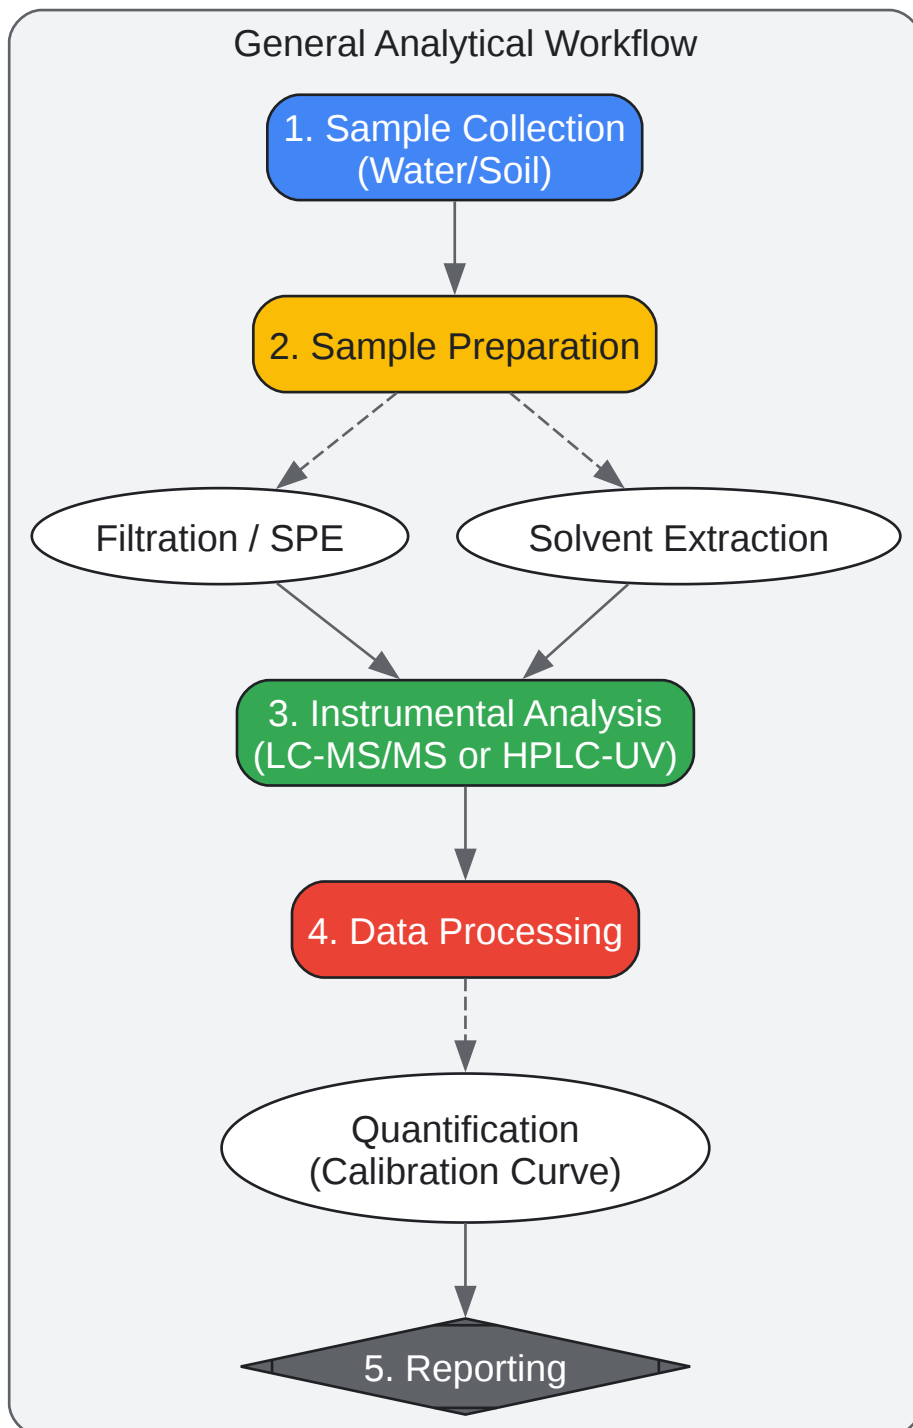 General Analytical Workflow
1. Sample Collection
(Water/Soil)
2. Sample Preparation
Filtration / SPE
Solvent Extraction
3. Instrumental Analysis
(LC-MS/MS or HPLC-UV)
4. Data Processing
Quantification
(Calibration Curve)
5. Reporting